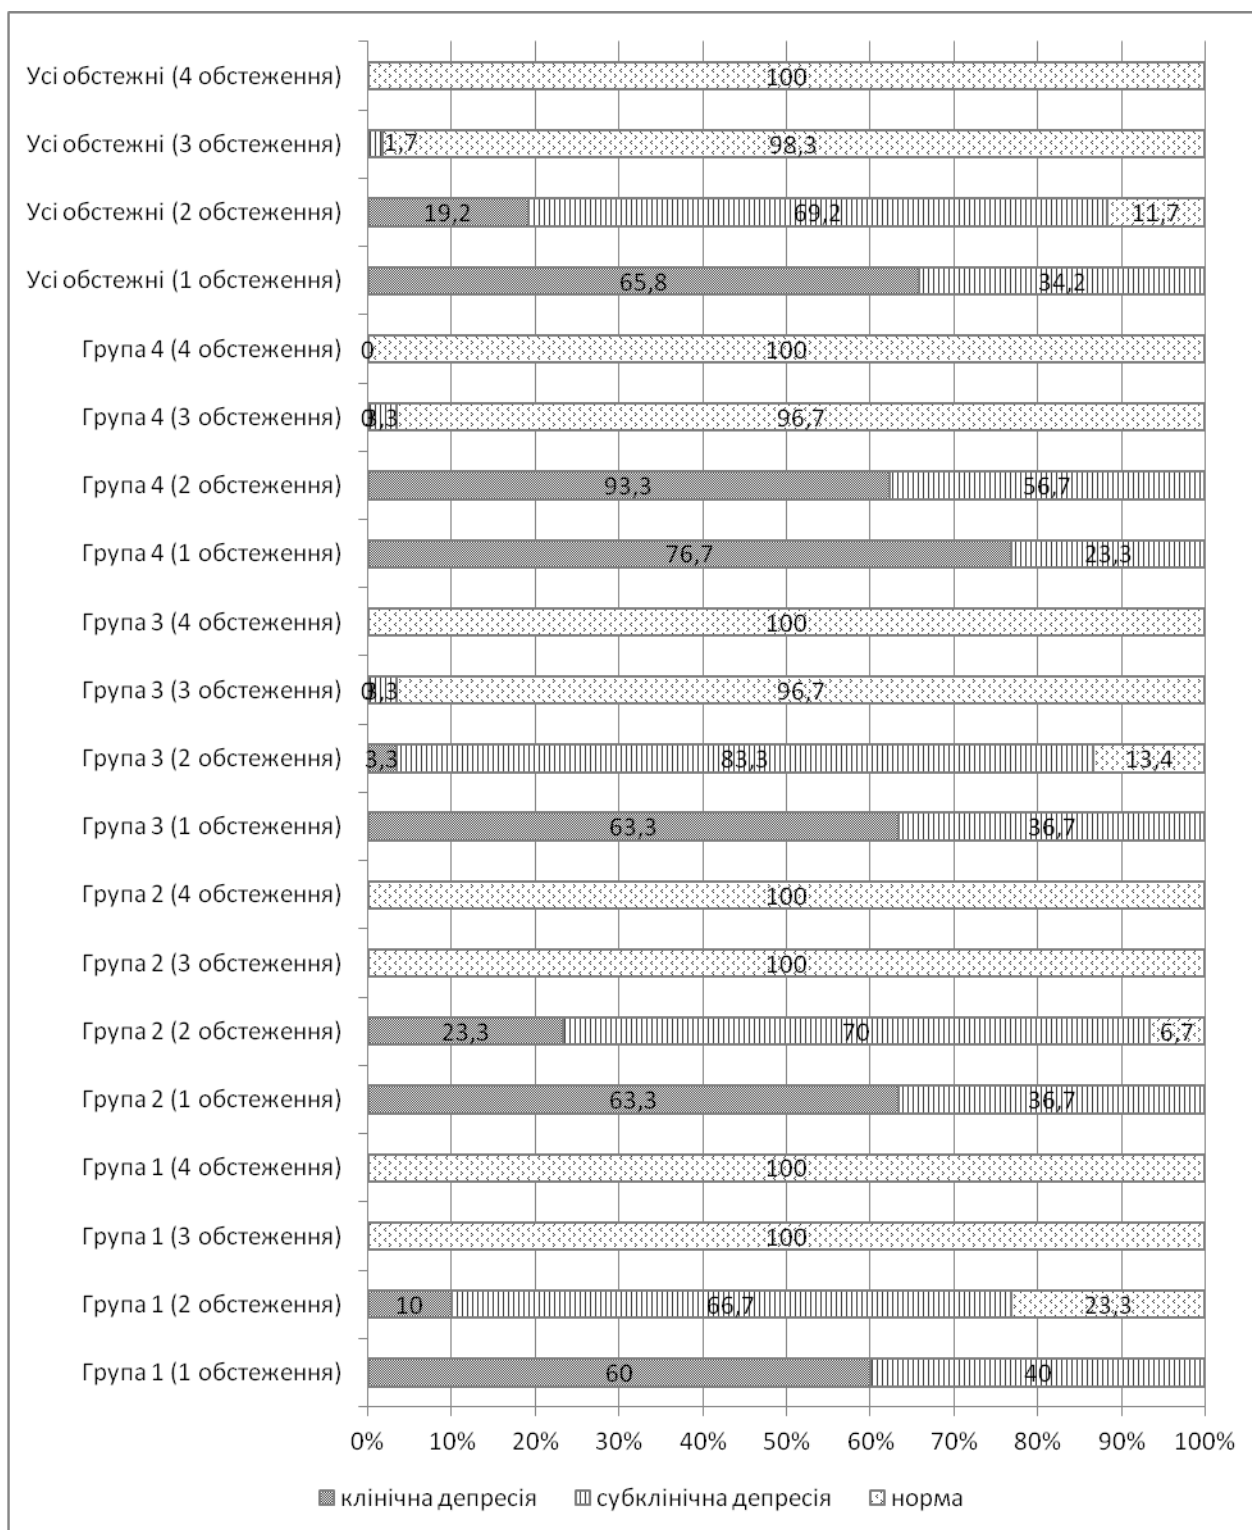 Усі обстежні (4 обстеження) 100
Усі обстежні (3 обстеження) 1,7 98,3
Усі обстежні (2 обстеження) 19,2 69,2 11,7
Усі обстежні (1 обстеження) 65,8 34,2
Група 4 (4 обстеження) 0 100
Група 4 (3 обстеження) 0 3,3 96,7
Група 4 (2 обстеження) 93,3 56,7
Група 4 (1 обстеження) 76,7 23,3
Група 3 (4 обстеження) 100
Група 3 (3 обстеження) 0 3,3 96,7
Група 3 (2 обстеження) 3,3 83,3 13,4
Група 3 (1 обстеження) 63,3 36,7
Група 2 (4 обстеження) 100
Група 2 (3 обстеження) 100
Група 2 (2 обстеження) 23,3 70 6,7
Група 2 (1 обстеження) 63,3 36,7
Група 1 (4 обстеження) 100
Група 1 (3 обстеження) 100
Група 1 (2 обстеження) 10 66,7 23,3
Група 1 (1 обстеження) 60 40
0% 10% 20% 30% 40% 50% 60% 70% 80% 90% 100%
клінічна депресія субклінічна депресія норма